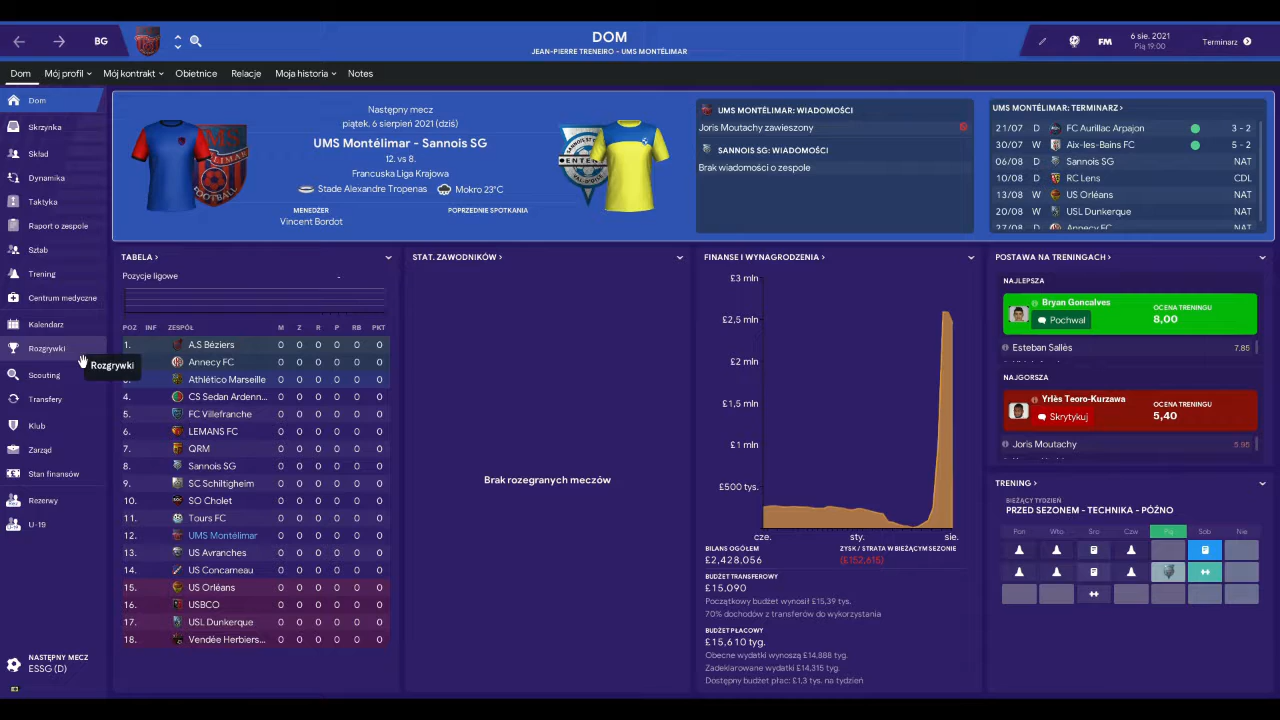 BG
DOM
JEAN-PIERRE TRENEIRO - UMS MONTÉLIMAR
FM
6 sie. 2021
Pią 19:00
Terminarz
Dom
Mój profil
Mój kontrakt
Obietnice
Relacje
Moja historia
Notes
Dom
Skrzynka
Skład
Dynamika
Taktyka
Raport o zespole
Sztab
Trening
Centrum medyczne
Kalendarz
Rozgrywki
Rozgrywki
Scouting
Transfery
Klub
Zarząd
Stan finansów
Rezerwy
U-19
NASTĘPNY MECZ
ESSG (D)
Następny mecz
piątek, 6 sierpień 2021 (dziś)
UMS Montélimar - Sannois SG
12. vs 8.
Francuska Liga Krajowa
Stade Alexandre Tropenas Mokro 23°C
MENEDŻER
Vincent Bordot
POPRZEDNIE SPOTKANIA
UMS MONTÉLIMAR: WIADOMOŚCI
Joris Moutachy zawieszony
SANNOIS SG: WIADOMOŚCI
Brak wiadomości o zespole
UMS MONTÉLIMAR: TERMINARZ
21/07 D FC Aurillac Arpajon 3 - 2
30/07 W Aix-les-Bains FC 5 - 2
06/08 D Sannois SG NAT
10/08 D RC Lens CDL
13/08 W US Orléans NAT
20/08 W USL Dunkerque NAT
27/08 D Annecy FC NAT
TABELA
Pozycje ligowe -
POZ INF ZESPÓŁ M Z R P RB PKT
1. A.S Béziers 0 0 0 0 0 0
Annecy FC 0 0 0 0 0 0
3. Athlético Marseille 0 0 0 0 0 0
4. CS Sedan Ardenn... 0 0 0 0 0 0
5. FC Villefranche 0 0 0 0 0 0
6. LEMANS FC 0 0 0 0 0 0
7. QRM 0 0 0 0 0 0
8. Sannois SG 0 0 0 0 0 0
9. SC Schiltigheim 0 0 0 0 0 0
10. SO Cholet 0 0 0 0 0 0
11. Tours FC 0 0 0 0 0 0
12. UMS Montélimar 0 0 0 0 0 0
13. US Avranches 0 0 0 0 0 0
14. US Concarneau 0 0 0 0 0 0
15. US Orléans 0 0 0 0 0 0
16. USBCO 0 0 0 0 0 0
17. USL Dunkerque 0 0 0 0 0 0
18. Vendée Herbiers... 0 0 0 0 0 0
STAT. ZAWODNIKÓW
Brak rozegranych meczów
FINANSE I WYNAGRODZENIA
£3 mln
£2,5 mln
£2 mln
£1,5 mln
£1 mln
£500 tys.
cze. sty. sie.
BILANS OGÓŁEM
£2,428,056
ZYSK / STRATA W BIEŻĄCYM SEZONIE
(£152,615)
BUDŻET TRANSFEROWY
£15,090
Początkowy budżet wynosił £15,39 tys.
70% dochodów z transferów do wykorzystania
BUDŻET PŁACOWY
£15,610 tyg.
Obecne wydatki wynoszą £14,888 tyg.
Zadeklarowane wydatki £14,315 tyg.
Dostępny budżet płac: £1,3 tys. na tydzień
POSTAWA NA TRENINGACH
NAJLEPSZA
Bryan Goncalves
Pochwal
OCENA TRENINGU
8,00
Esteban Sallès 7.85
NAJGORSZA
Yrlès Teoro-Kurzawa
Skrytykuj
OCENA TRENINGU
5,40
Joris Moutachy 5.95
TRENING
BIEŻĄCY TYDZIEŃ
PRZED SEZONEM - TECHNIKA - PÓŹNO
Pon Wto Śro Czw Pią Sob Nie